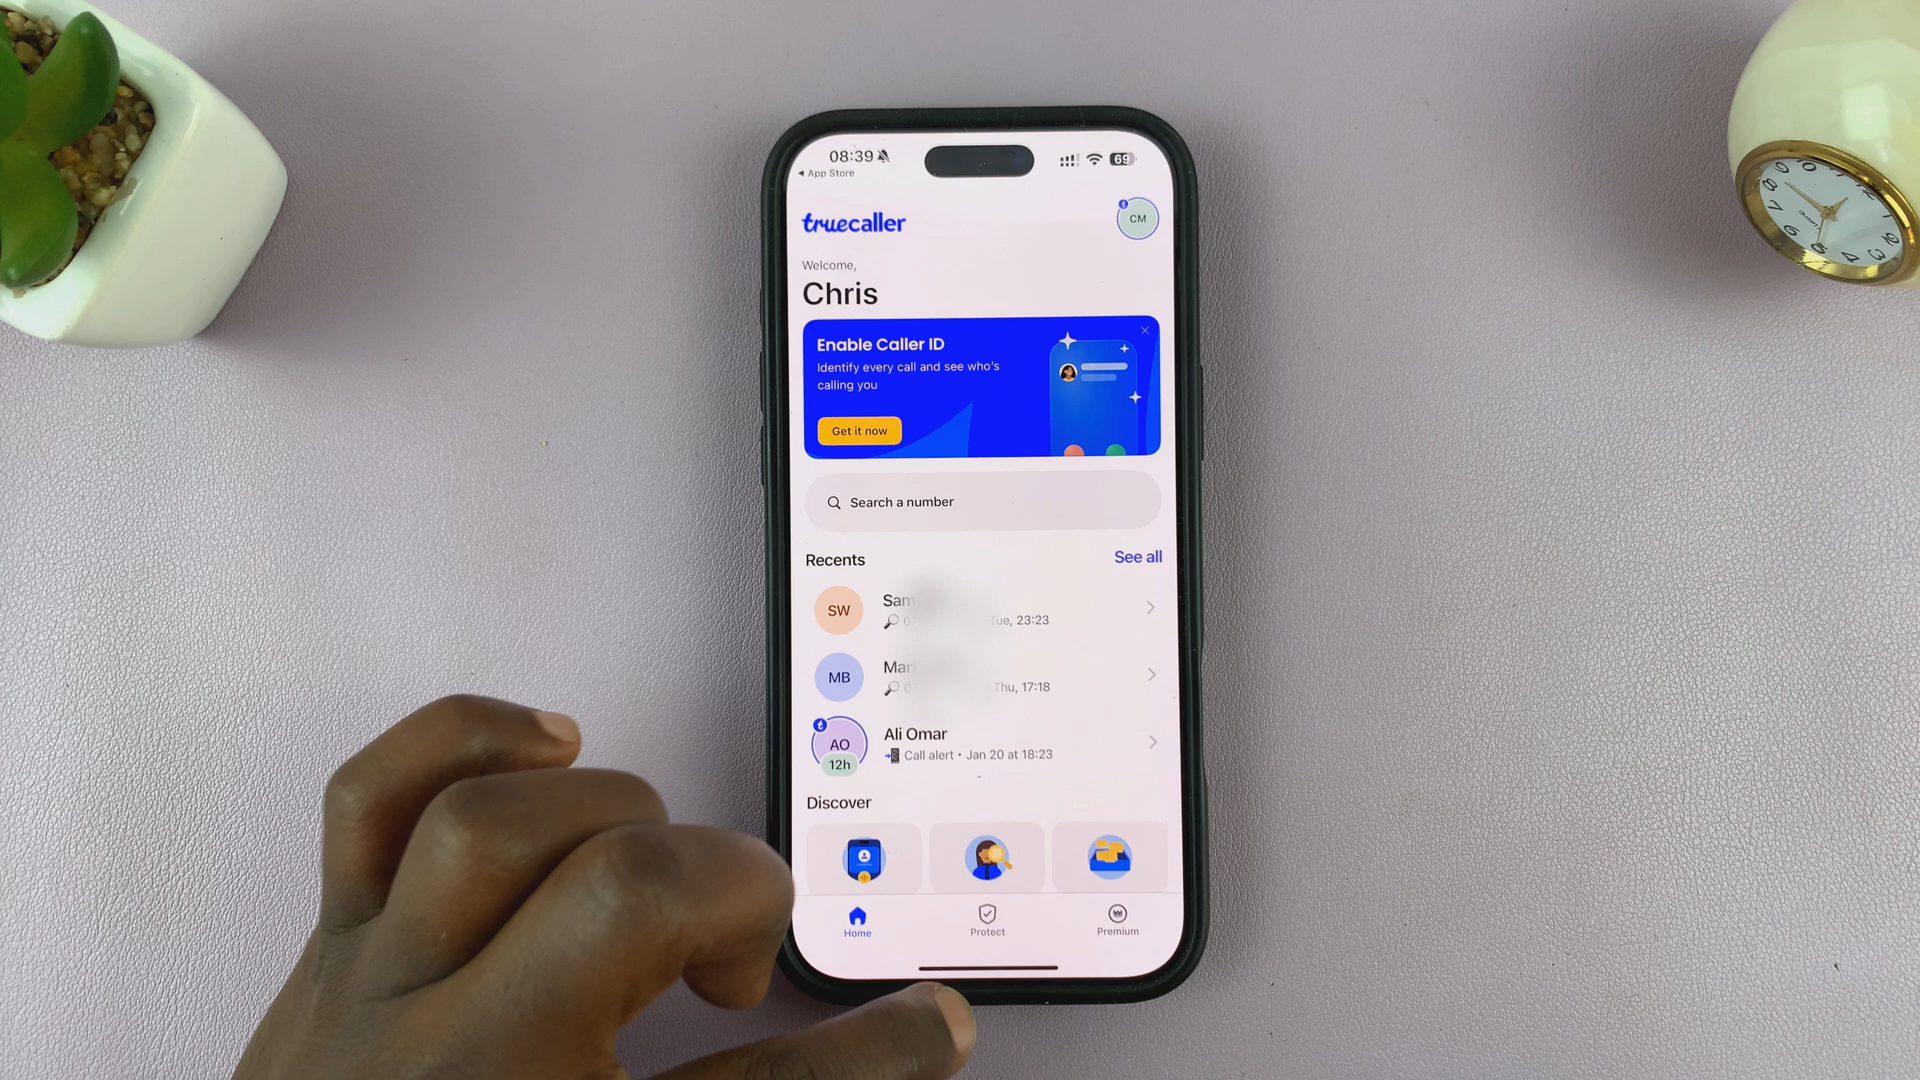 08:39
69
◄ App Store
truecaller
CM
Welcome,
Chris
Enable Caller ID
Identify every call and see who's
calling you
Get it now
Search a number
Recents
See all
SW
Sam
Tue, 23:23
MB
Thu, 17:18
AO
12h
Ali Omar
Call alert • Jan 20 at 18:23
Discover
Home
Protect
Premium